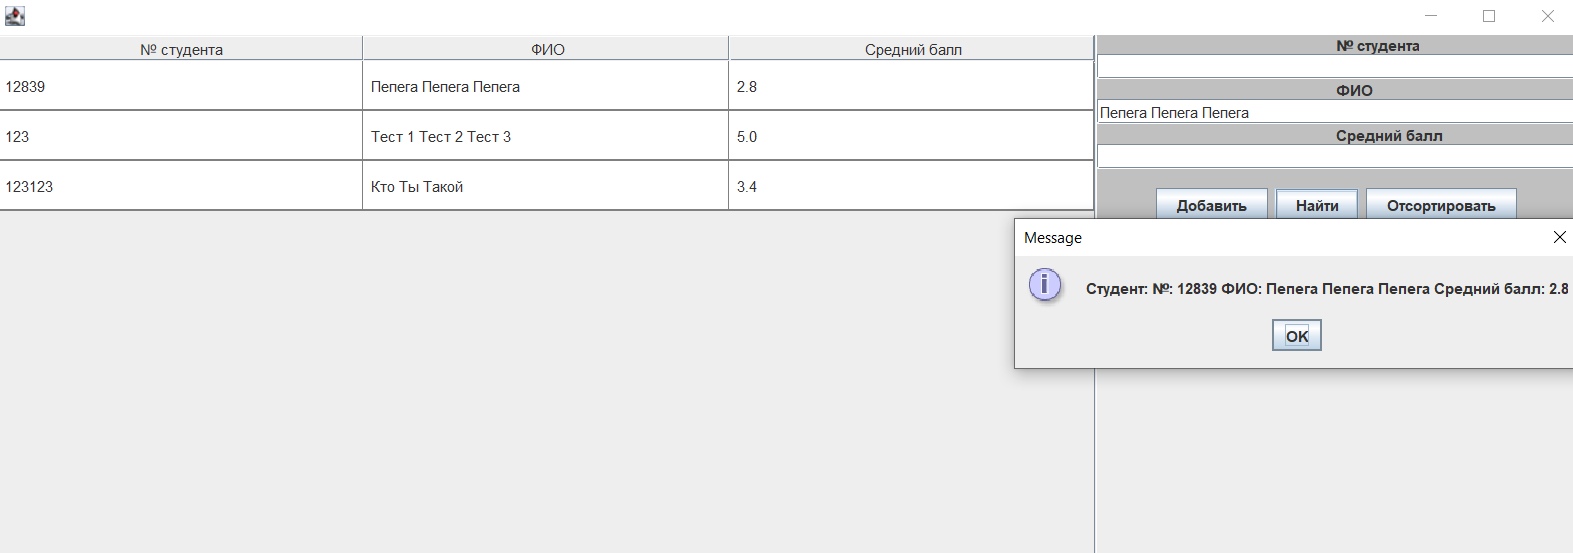 № студента ФИО Средний балл
12839 Пепега Пепега Пепега 2.8
123 Тест 1 Тест 2 Тест 3 5.0
123123 Кто Ты Такой 3.4
№ студента
ФИО
Пепега Пепега Пепега
Средний балл
Добавить Найти Отсортировать
Message
Студент: №: 12839 ФИО: Пепега Пепега Пепега Средний балл: 2.8
OK